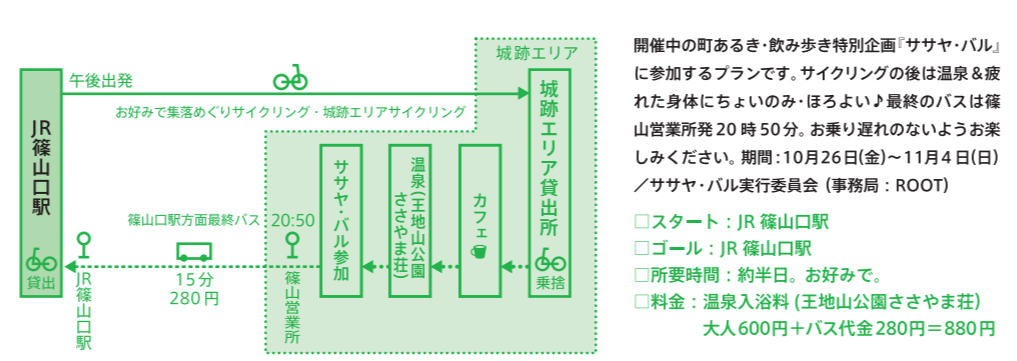 城跡エリア
午後出発
お好みで集落めぐりサイクリング・城跡エリアサイクリング
JR篠山口駅
貸出
城跡エリア貸出所
乗捨
カフェ
温泉(王地山公園
ささやま荘)
ササヤ・バル参加
篠山口駅方面最終バス:20:50
篠山営業所
15分
280円
JR篠山口駅
開催中の町あるき・飲み歩き特別企画『ササヤ・バル』
に参加するプランです。サイクリングの後は温泉&疲
れた身体にちょいのみ・ほろよい♪最終のバスは篠
山営業所発20時50分。お乗り遅れのないようお楽
しみください。期間:10月26日(金)〜11月4日(日)
/ササヤ・バル実行委員会(事務局:ROOT)
□スタート:JR篠山口駅
□ゴール:JR篠山口駅
□所要時間:約半日。お好みで。
□料金:温泉入浴料(王地山公園ささやま荘)
大人600円+バス代金280円=880円